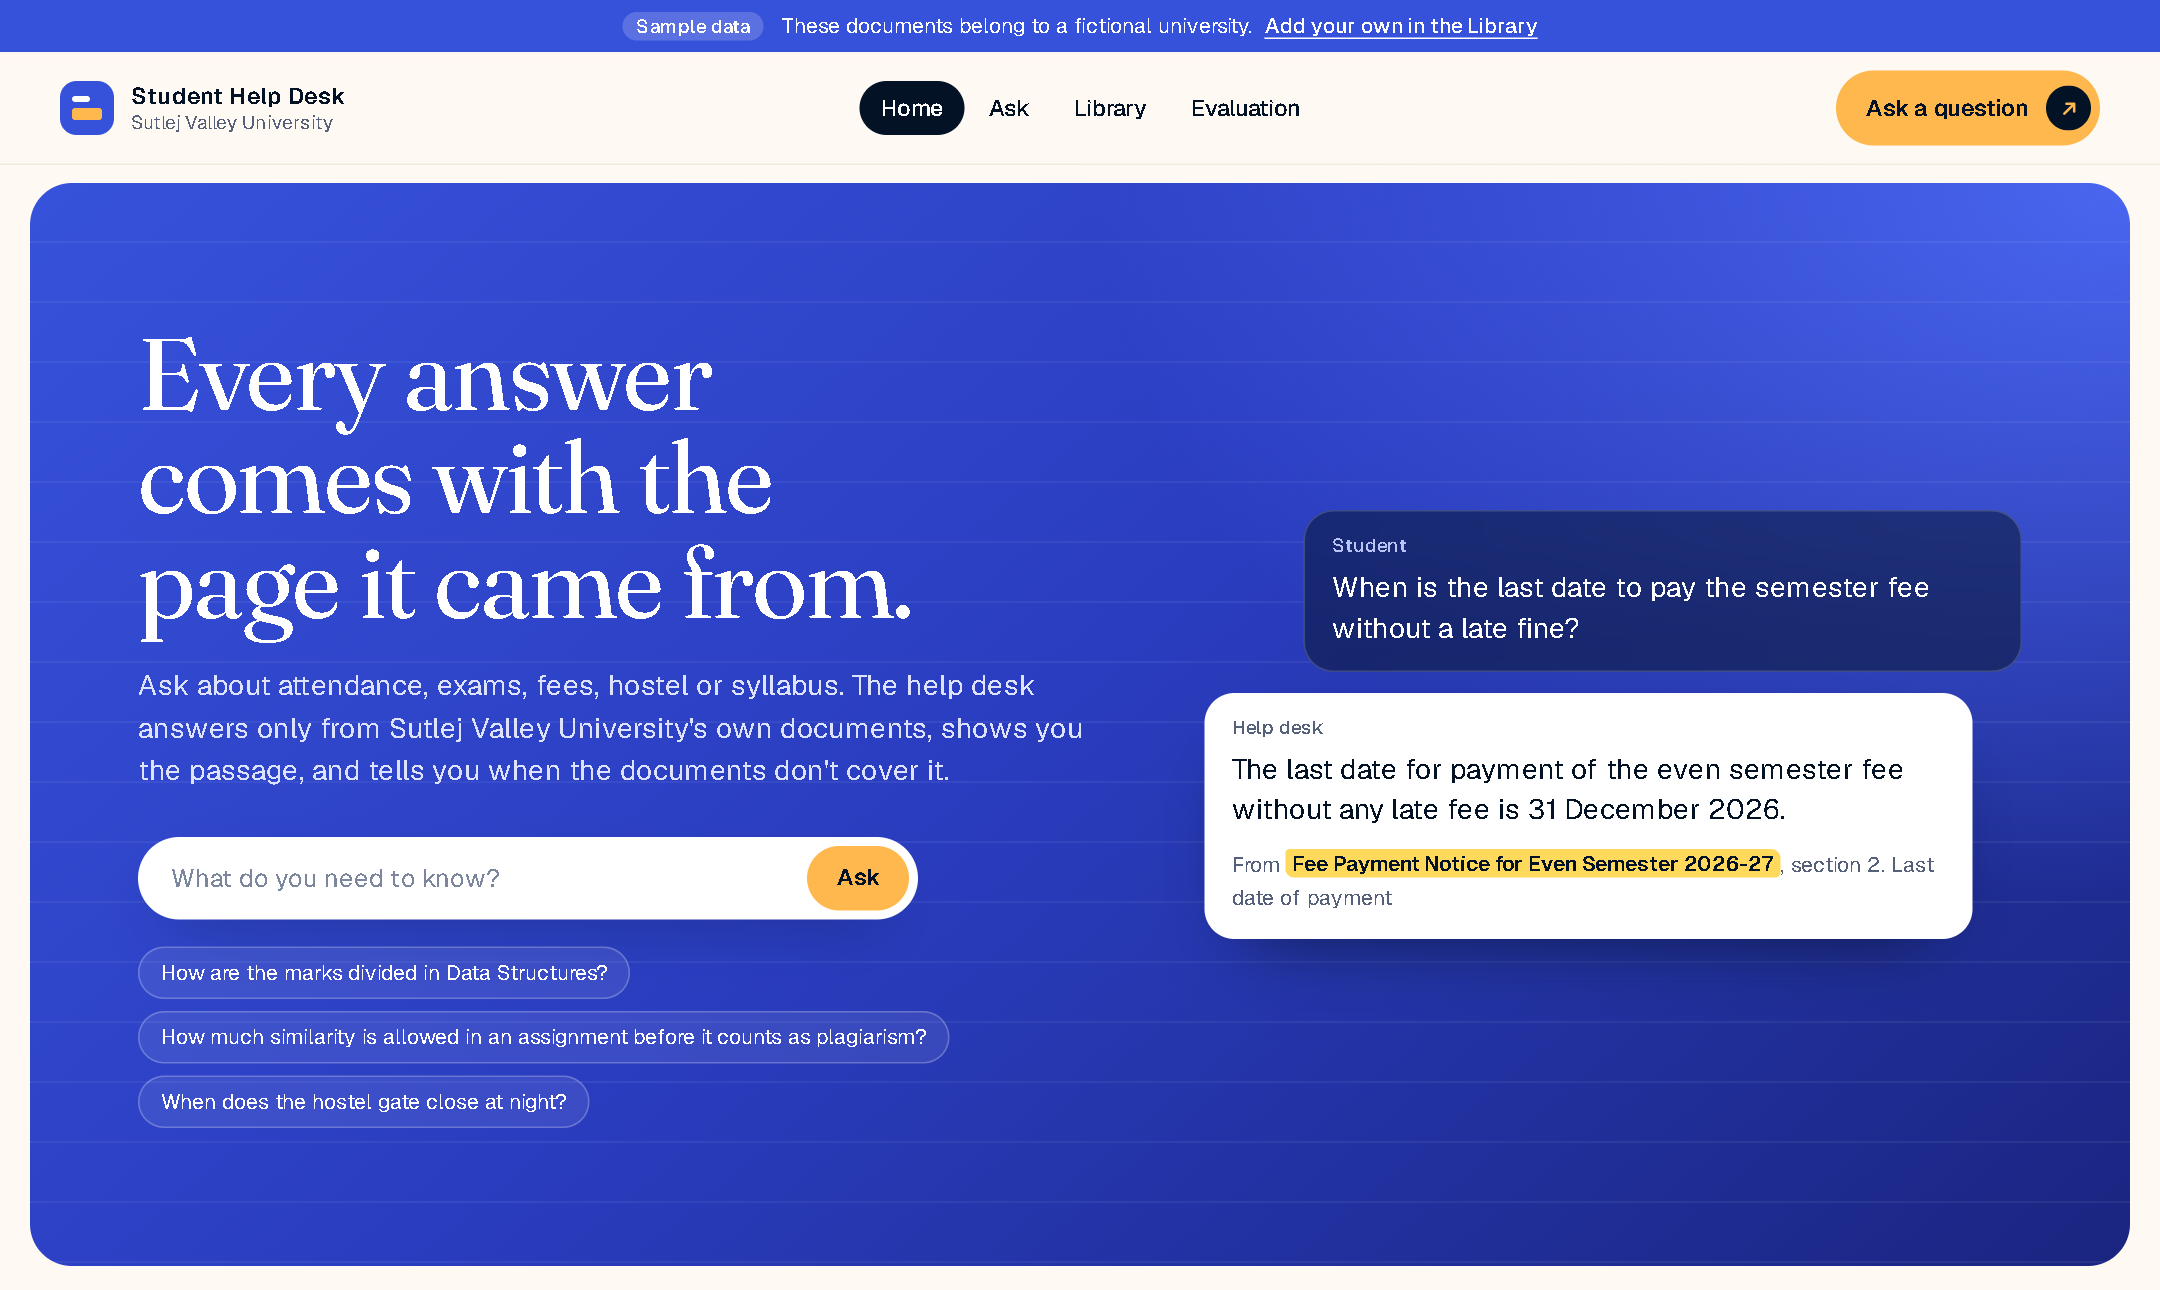 Sample data These documents belong to a fictional university. Add your own in the Library
Student Help Desk
Sutlej Valley University
Home Ask Library Evaluation
Ask a question
Every answer
comes with the
page it came from.
Ask about attendance, exams, fees, hostel or syllabus. The help desk
answers only from Sutlej Valley University's own documents, shows you
the passage, and tells you when the documents don't cover it.
What do you need to know? Ask
How are the marks divided in Data Structures?
How much similarity is allowed in an assignment before it counts as plagiarism?
When does the hostel gate close at night?
Student
When is the last date to pay the semester fee
without a late fine?
Help desk
The last date for payment of the even semester fee
without any late fee is 31 December 2026.
From Fee Payment Notice for Even Semester 2026-27, section 2. Last
date of payment